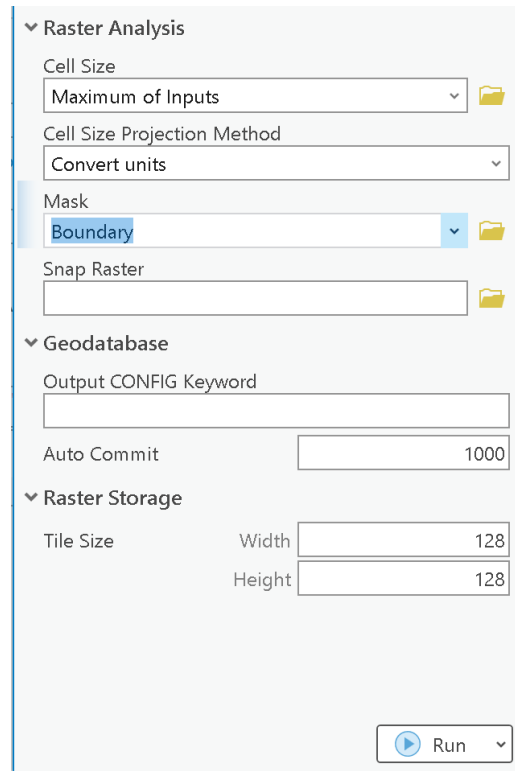 Raster Analysis
Cell Size
Maximum of Inputs
Cell Size Projection Method
Convert units
Mask
Boundary
Snap Raster
Geodatabase
Output CONFIG Keyword
Auto Commit 1000
Raster Storage
Tile Size Width 128
Height 128
Run